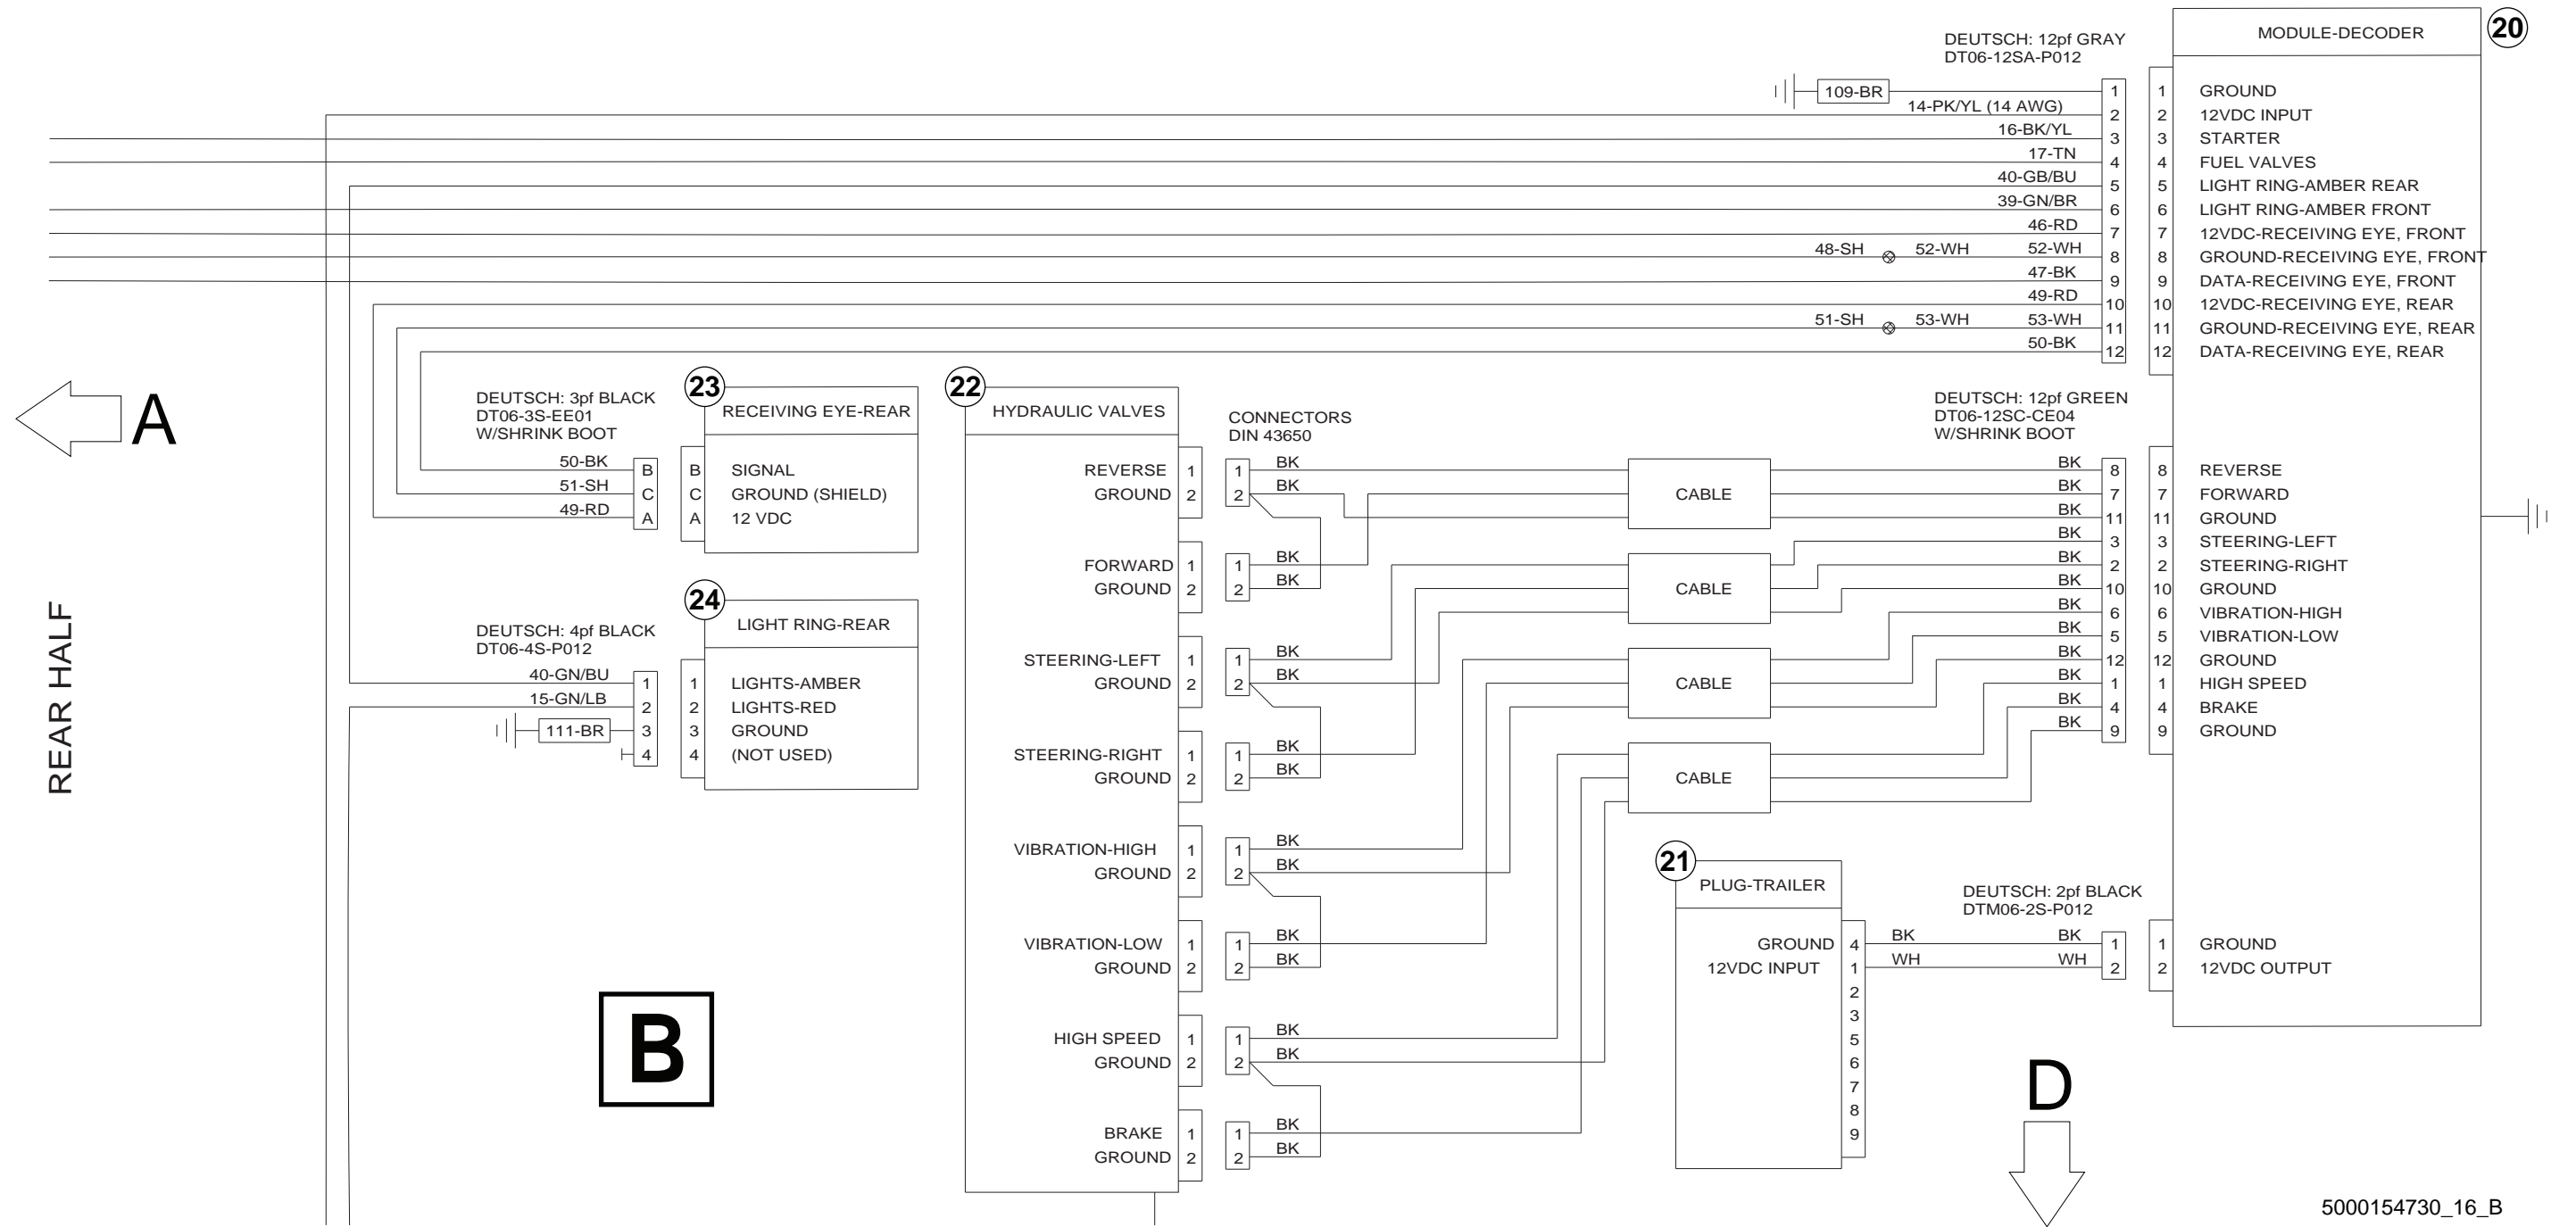 MODULE-DECODER
20
DEUTSCH: 12pf GRAY
DT06-12SA-P012
109-BR
1 1 GROUND
14-PK/YL (14 AWG) 2 2 12VDC INPUT
16-BK/YL 3 3 STARTER
17-TN 4 4 FUEL VALVES
40-GB/BU 5 5 LIGHT RING-AMBER REAR
39-GN/BR 6 6 LIGHT RING-AMBER FRONT
46-RD 7 7 12VDC-RECEIVING EYE, FRONT
48-SH 52-WH 52-WH 8 8 GROUND-RECEIVING EYE, FRONT
47-BK 9 9 DATA-RECEIVING EYE, FRONT
49-RD 10 10 12VDC-RECEIVING EYE, REAR
51-SH 53-WH 53-WH 11 11 GROUND-RECEIVING EYE, REAR
50-BK 12 12 DATA-RECEIVING EYE, REAR
A
REAR HALF
DEUTSCH: 3pf BLACK
DT06-3S-EE01
W/SHRINK BOOT
23
RECEIVING EYE-REAR
50-BK B B SIGNAL
51-SH C C GROUND (SHIELD)
49-RD A A 12 VDC
DEUTSCH: 4pf BLACK
DT06-4S-P012
24
LIGHT RING-REAR
40-GN/BU 1 1 LIGHTS-AMBER
15-GN/LB 2 2 LIGHTS-RED
111-BR 3 3 GROUND
4 4 (NOT USED)
B
22
HYDRAULIC VALVES
CONNECTORS
DIN 43650
REVERSE 1 1 BK
GROUND 2 2 BK
FORWARD 1 1 BK
GROUND 2 2 BK
STEERING-LEFT 1 1 BK
GROUND 2 2 BK
STEERING-RIGHT 1 1 BK
GROUND 2 2 BK
VIBRATION-HIGH 1 1 BK
GROUND 2 2 BK
VIBRATION-LOW 1 1 BK
GROUND 2 2 BK
HIGH SPEED 1 1 BK
GROUND 2 2 BK
BRAKE 1 1 BK
GROUND 2 2 BK
CABLE
CABLE
CABLE
CABLE
DEUTSCH: 12pf GREEN
DT06-12SC-CE04
W/SHRINK BOOT
BK 8 8 REVERSE
BK 7 7 FORWARD
BK 11 11 GROUND
BK 3 3 STEERING-LEFT
BK 2 2 STEERING-RIGHT
BK 10 10 GROUND
BK 6 6 VIBRATION-HIGH
BK 5 5 VIBRATION-LOW
BK 12 12 GROUND
BK 1 1 HIGH SPEED
BK 4 4 BRAKE
BK 9 9 GROUND
21
PLUG-TRAILER
DEUTSCH: 2pf BLACK
DTM06-2S-P012
GROUND 4 BK BK 1 1 GROUND
12VDC INPUT 1 WH WH 2 2 12VDC OUTPUT
2
3
5
6
7
8
9
D
5000154730_16_B